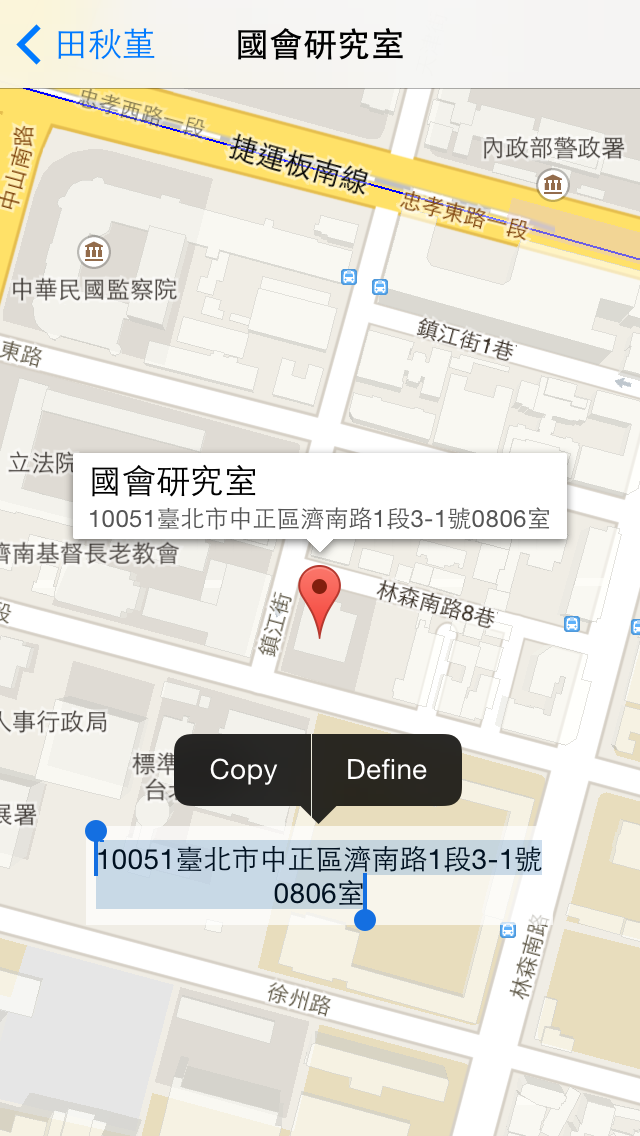 田秋堇
國會研究室
忠孝西路一段
捷運板南線
內政部警政署
中山南路
忠孝東路一段
中華民國監察院
鎮江街1巷
東路
立法院
國會研究室
10051臺北市中正區濟南路1段3-1號0806室
濟南基督長老教會
林森南路8巷
鎮江街
段
人事行政局
標準
台北
Copy
Define
展署
10051臺北市中正區濟南路1段3-1號
0806室
林森南路
徐州路